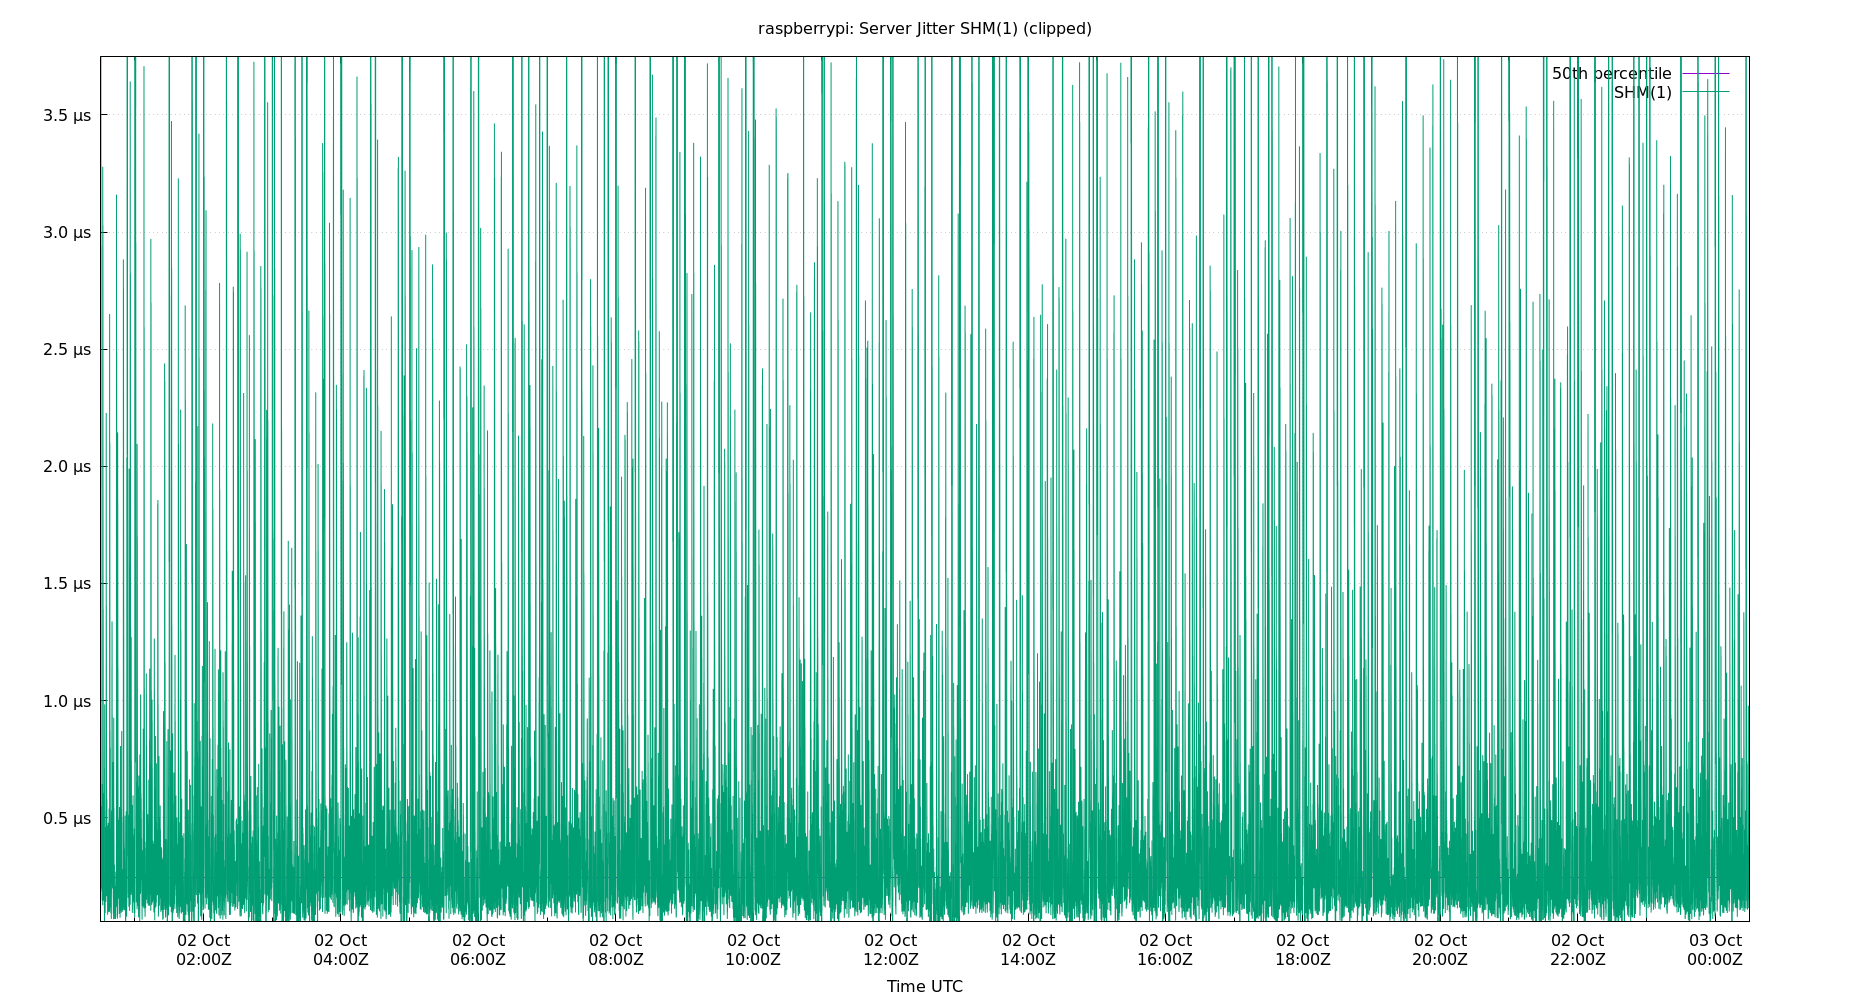 raspberrypi: Server Jitter SHM(1) (clipped)
50th percentile
SHM(1)
3.5 µs
3.0 µs
2.5 µs
2.0 µs
1.5 µs
1.0 µs
0.5 µs
02 Oct 02 Oct 02 Oct 02 Oct 02 Oct 02 Oct 02 Oct 02 Oct 02 Oct 02 Oct 02 Oct 03 Oct
02:00Z 04:00Z 06:00Z 08:00Z 10:00Z 12:00Z 14:00Z 16:00Z 18:00Z 20:00Z 22:00Z 00:00Z
Time UTC